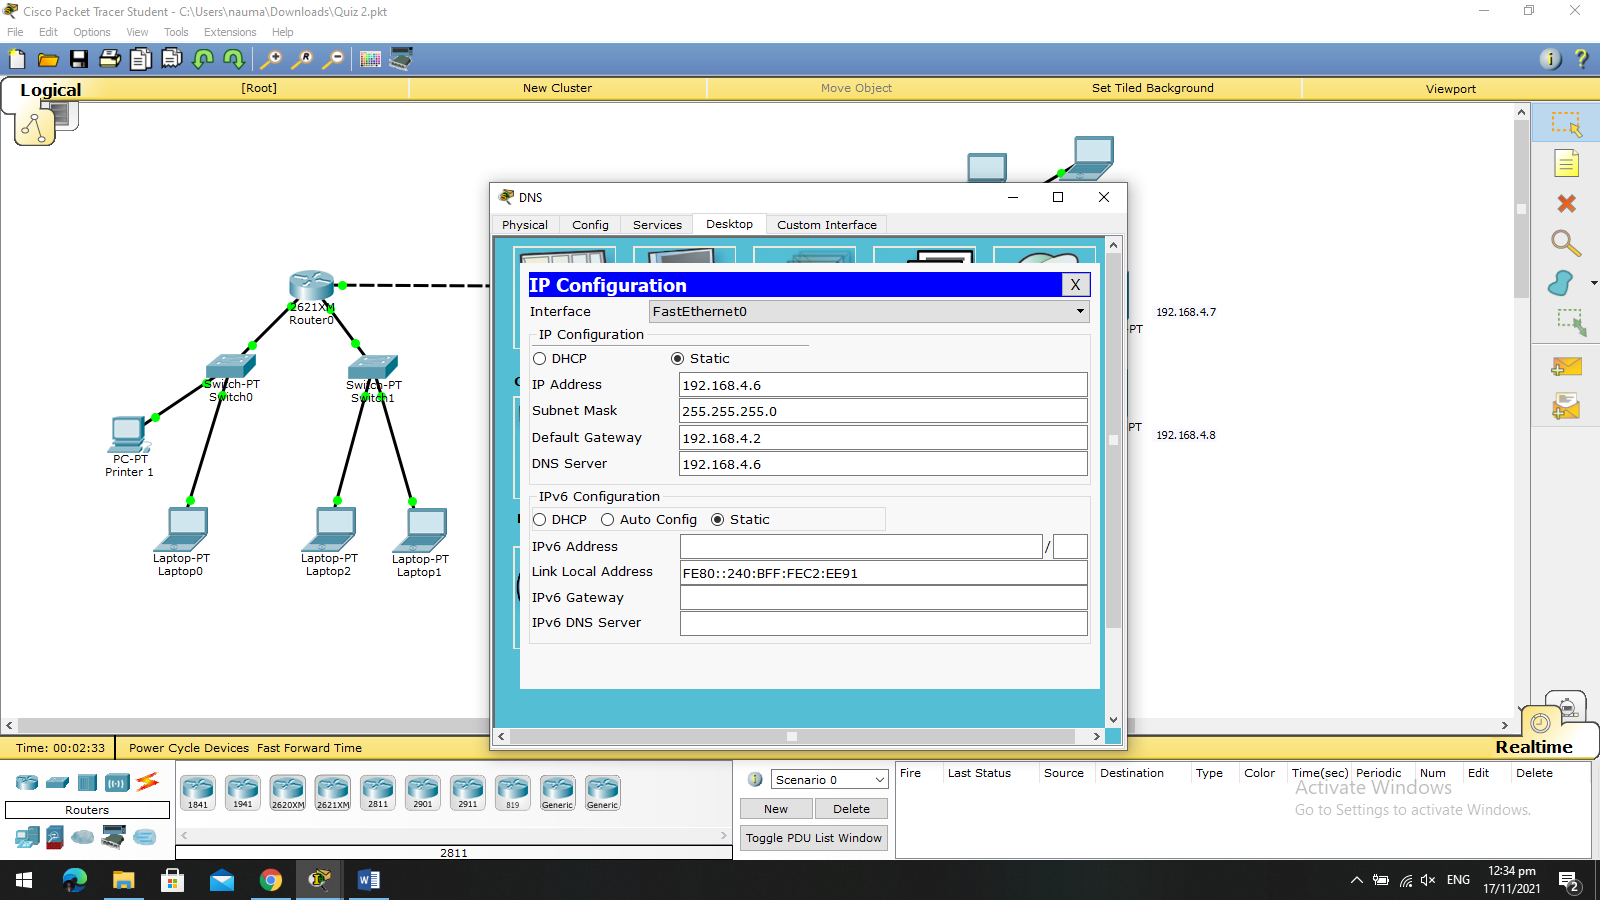 Cisco Packet Tracer Student - C:\Users\nauma\Downloads\Quiz 2.pkt
File Edit Options View Tools Extensions Help
Logical [Root] New Cluster Move Object Set Tiled Background Viewport
DNS
Physical Config Services Desktop Custom Interface
IP Configuration X
Interface FastEthernet0
IP Configuration
DHCP Static
IP Address 192.168.4.6
Subnet Mask 255.255.255.0
Default Gateway 192.168.4.2
DNS Server 192.168.4.6
IPv6 Configuration
DHCP Auto Config Static
IPv6 Address /
Link Local Address FE80::240:BFF:FEC2:EE91
IPv6 Gateway
IPv6 DNS Server
2621XM
Router0
Switch-PT
Switch0
Switch-PT
Switch1
PC-PT
Printer 1
Laptop-PT
Laptop0
Laptop-PT
Laptop2
Laptop-PT
Laptop1
192.168.4.7
PT
192.168.4.8
PT
Time: 00:02:33 Power Cycle Devices Fast Forward Time
Realtime
Routers
1841 1941 2620XM 2621XM 2811 2901 2911 819 Generic Generic
2811
Scenario 0
New Delete
Toggle PDU List Window
Fire Last Status Source Destination Type Color Time(sec) Periodic Num Edit Delete
Activate Windows
Go to Settings to activate Windows.
ENG
12:34 pm
17/11/2021
2